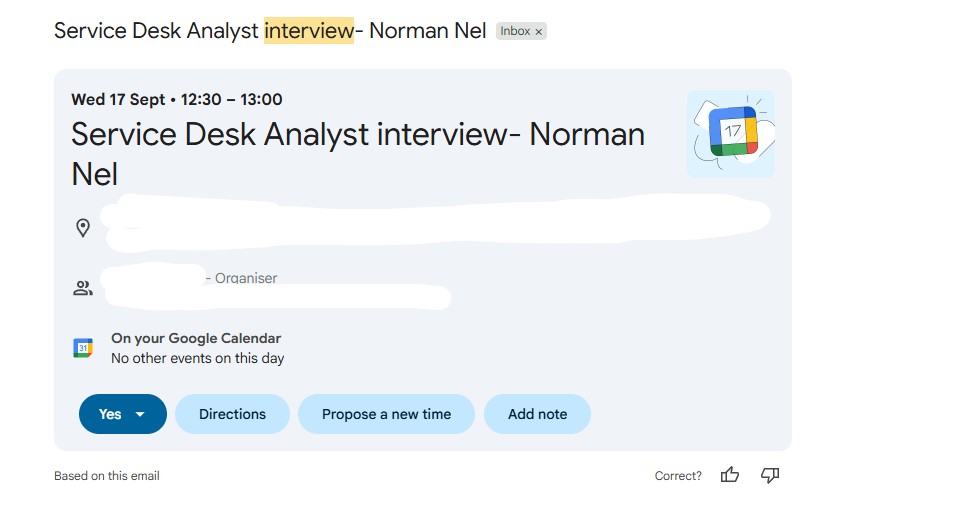 Service Desk Analyst interview- Norman Nel Inbox ×
Wed 17 Sept • 12:30 – 13:00
17
Service Desk Analyst interview- Norman
Nel
- Organiser
31
On your Google Calendar
No other events on this day
Yes Directions Propose a new time Add note
Based on this email Correct?